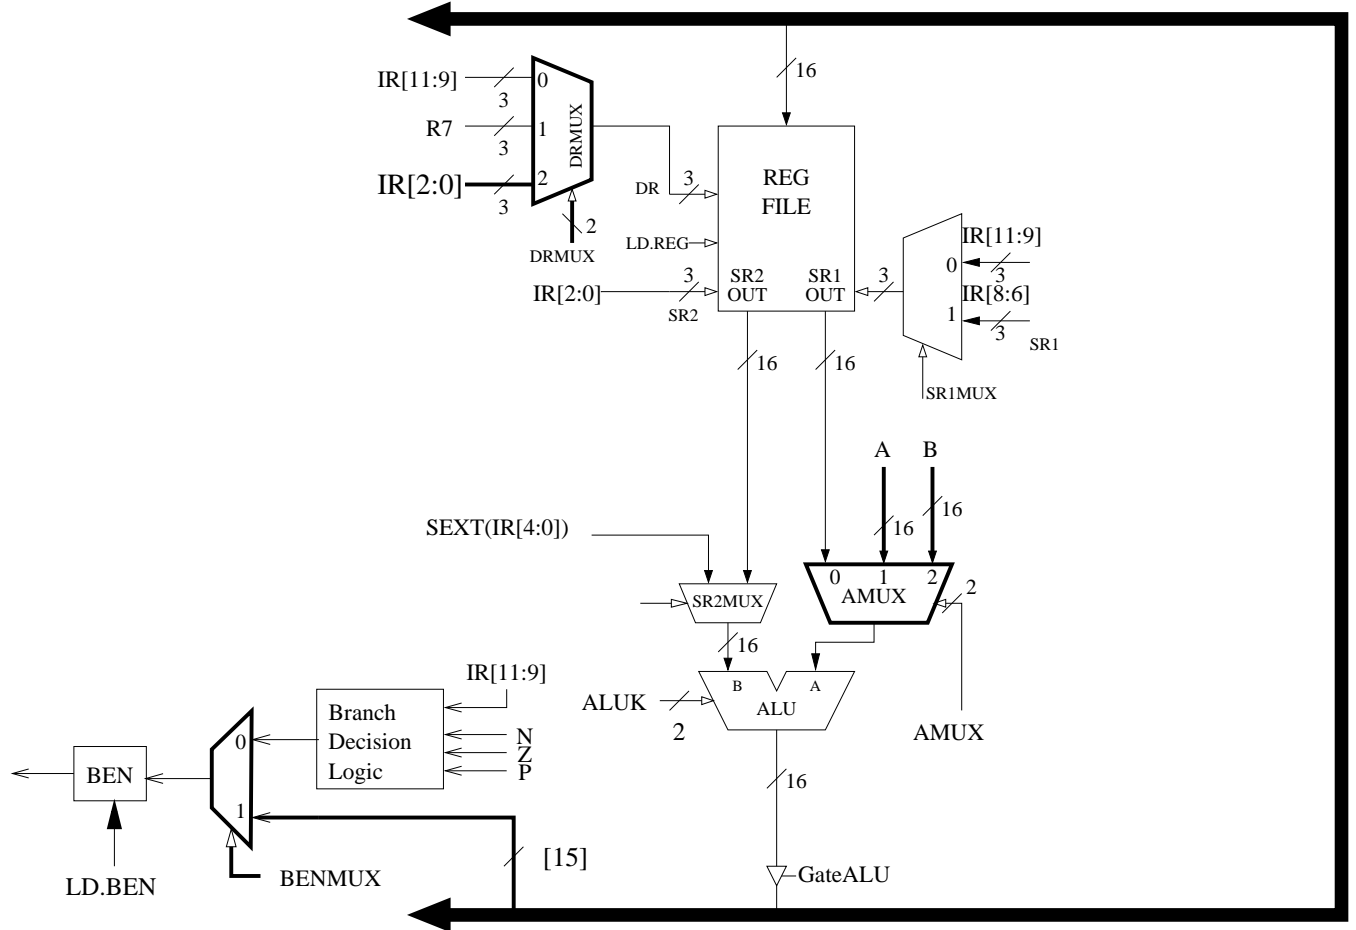 16
IR[11:9]
3
0
R7
3
1
DRMUX
IR[2:0]
3
2
2
DRMUX
REG
FILE
DR
3
LD.REG
IR[2:0]
3
SR2
SR2
OUT
SR1
OUT
3
IR[11:9]
0
3
IR[8:6]
1
3
SR1
SR1MUX
16
16
A
B
16
16
SEXT(IR[4:0])
SR2MUX
0
1
2
AMUX
2
16
B
A
ALU
ALUK
2
AMUX
16
GateALU
IR[11:9]
Branch
Decision
Logic
N
Z
P
0
1
BEN
LD.BEN
BENMUX
[15]